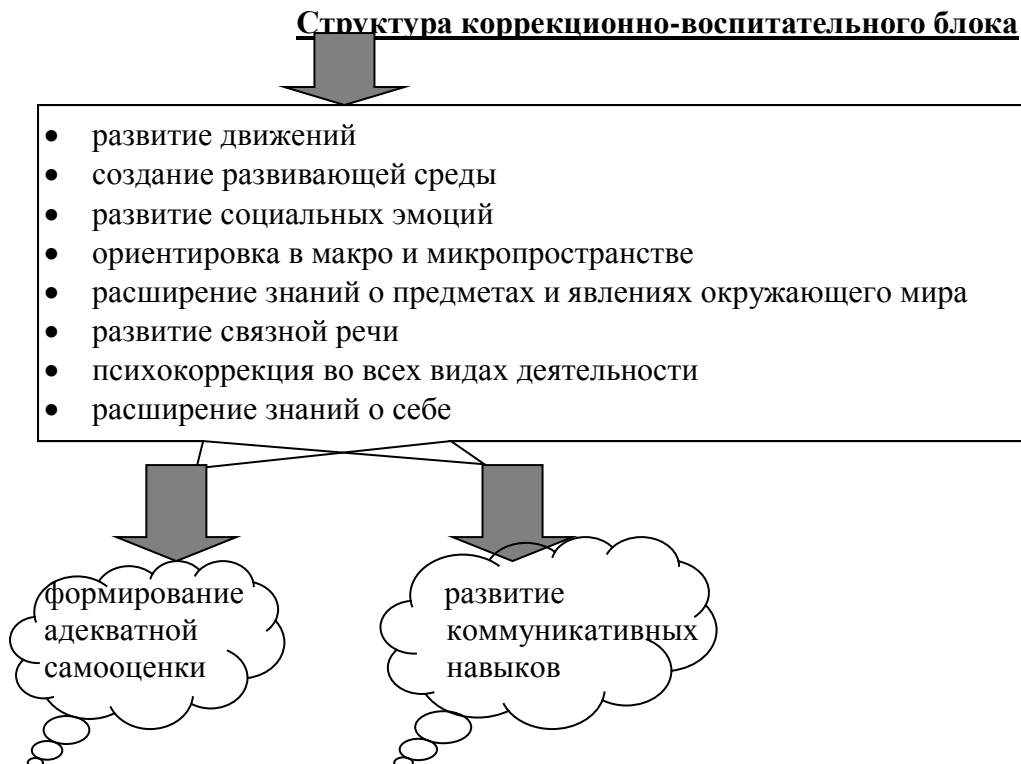 Структура коррекционно-воспитательного блока
• развитие движений
• создание развивающей среды
• развитие социальных эмоций
• ориентировка в макро и микропространстве
• расширение знаний о предметах и явлениях окружающего мира
• развитие связной речи
• психокоррекция во всех видах деятельности
• расширение знаний о себе
формирование
адекватной
самооценки
развитие
коммуникативных
навыков